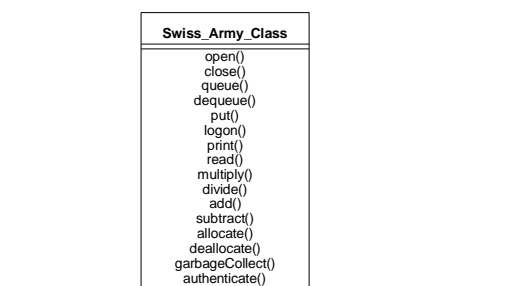 Swiss_Army_Class
open()
close()
queue()
dequeue()
put()
logon()
print()
read()
multiply()
divide()
add()
subtract()
allocate()
deallocate()
garbageCollect()
authenticate()